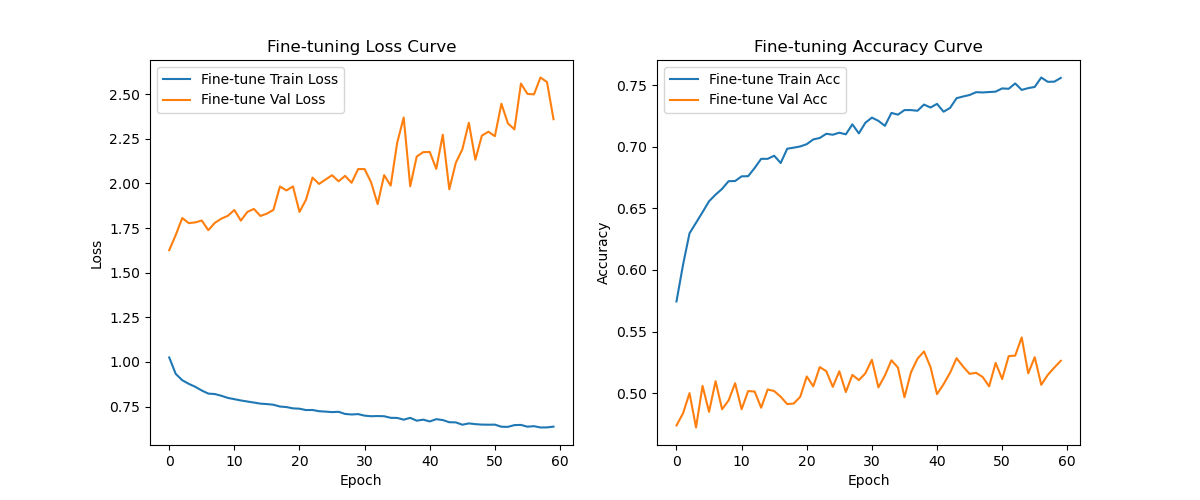 Fine-tuning Loss Curve
Fine-tune Train Loss
Fine-tune Val Loss
2.50
2.25
2.00
1.75
1.50
1.25
1.00
0.75
Loss
0 10 20 30 40 50 60
Epoch
Fine-tuning Accuracy Curve
Fine-tune Train Acc
Fine-tune Val Acc
0.75
0.70
0.65
0.60
0.55
0.50
Accuracy
0 10 20 30 40 50 60
Epoch